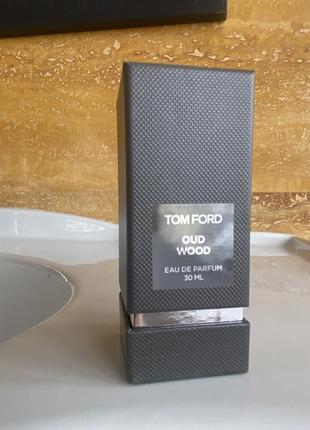 TOM FORD
OUD
WOOD
EAU DE PARFUM
30 ML